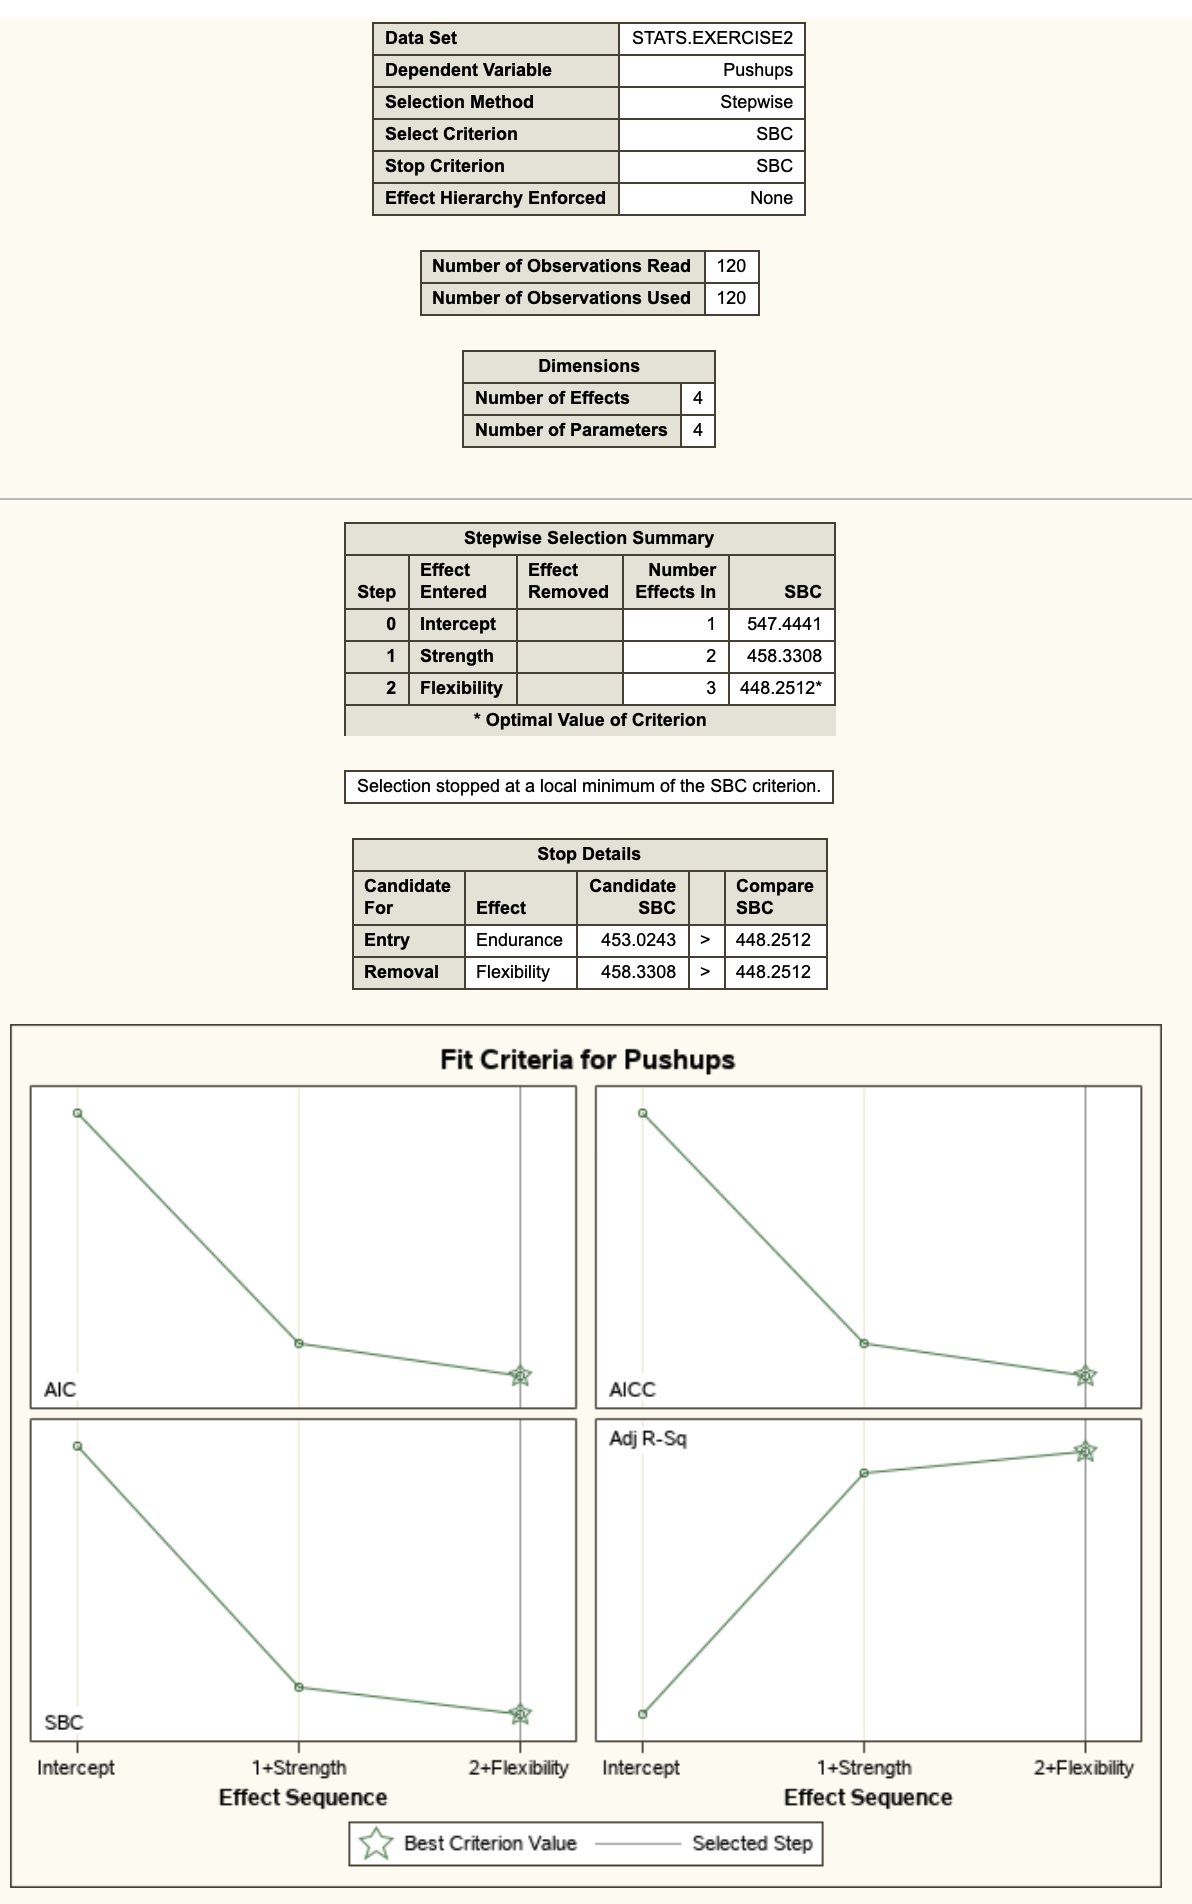 Data Set STATS.EXERCISE2
Dependent Variable Pushups
Selection Method Stepwise
Select Criterion SBC
Stop Criterion SBC
Effect Hierarchy Enforced None
Number of Observations Read 120
Number of Observations Used 120
Dimensions
Number of Effects 4
Number of Parameters 4
Stepwise Selection Summary
Step Effect Entered Effect Removed Number Effects In SBC
0 Intercept 1 547.4441
1 Strength 2 458.3308
2 Flexibility 3 448.2512*
* Optimal Value of Criterion
Selection stopped at a local minimum of the SBC criterion.
Stop Details
Candidate For Effect Candidate SBC Compare SBC
Entry Endurance 453.0243 > 448.2512
Removal Flexibility 458.3308 > 448.2512
Fit Criteria for Pushups
AIC
AICC
SBC
Adj R-Sq
Intercept 1+Strength 2+Flexibility
Effect Sequence
Intercept 1+Strength 2+Flexibility
Effect Sequence
Best Criterion Value Selected Step